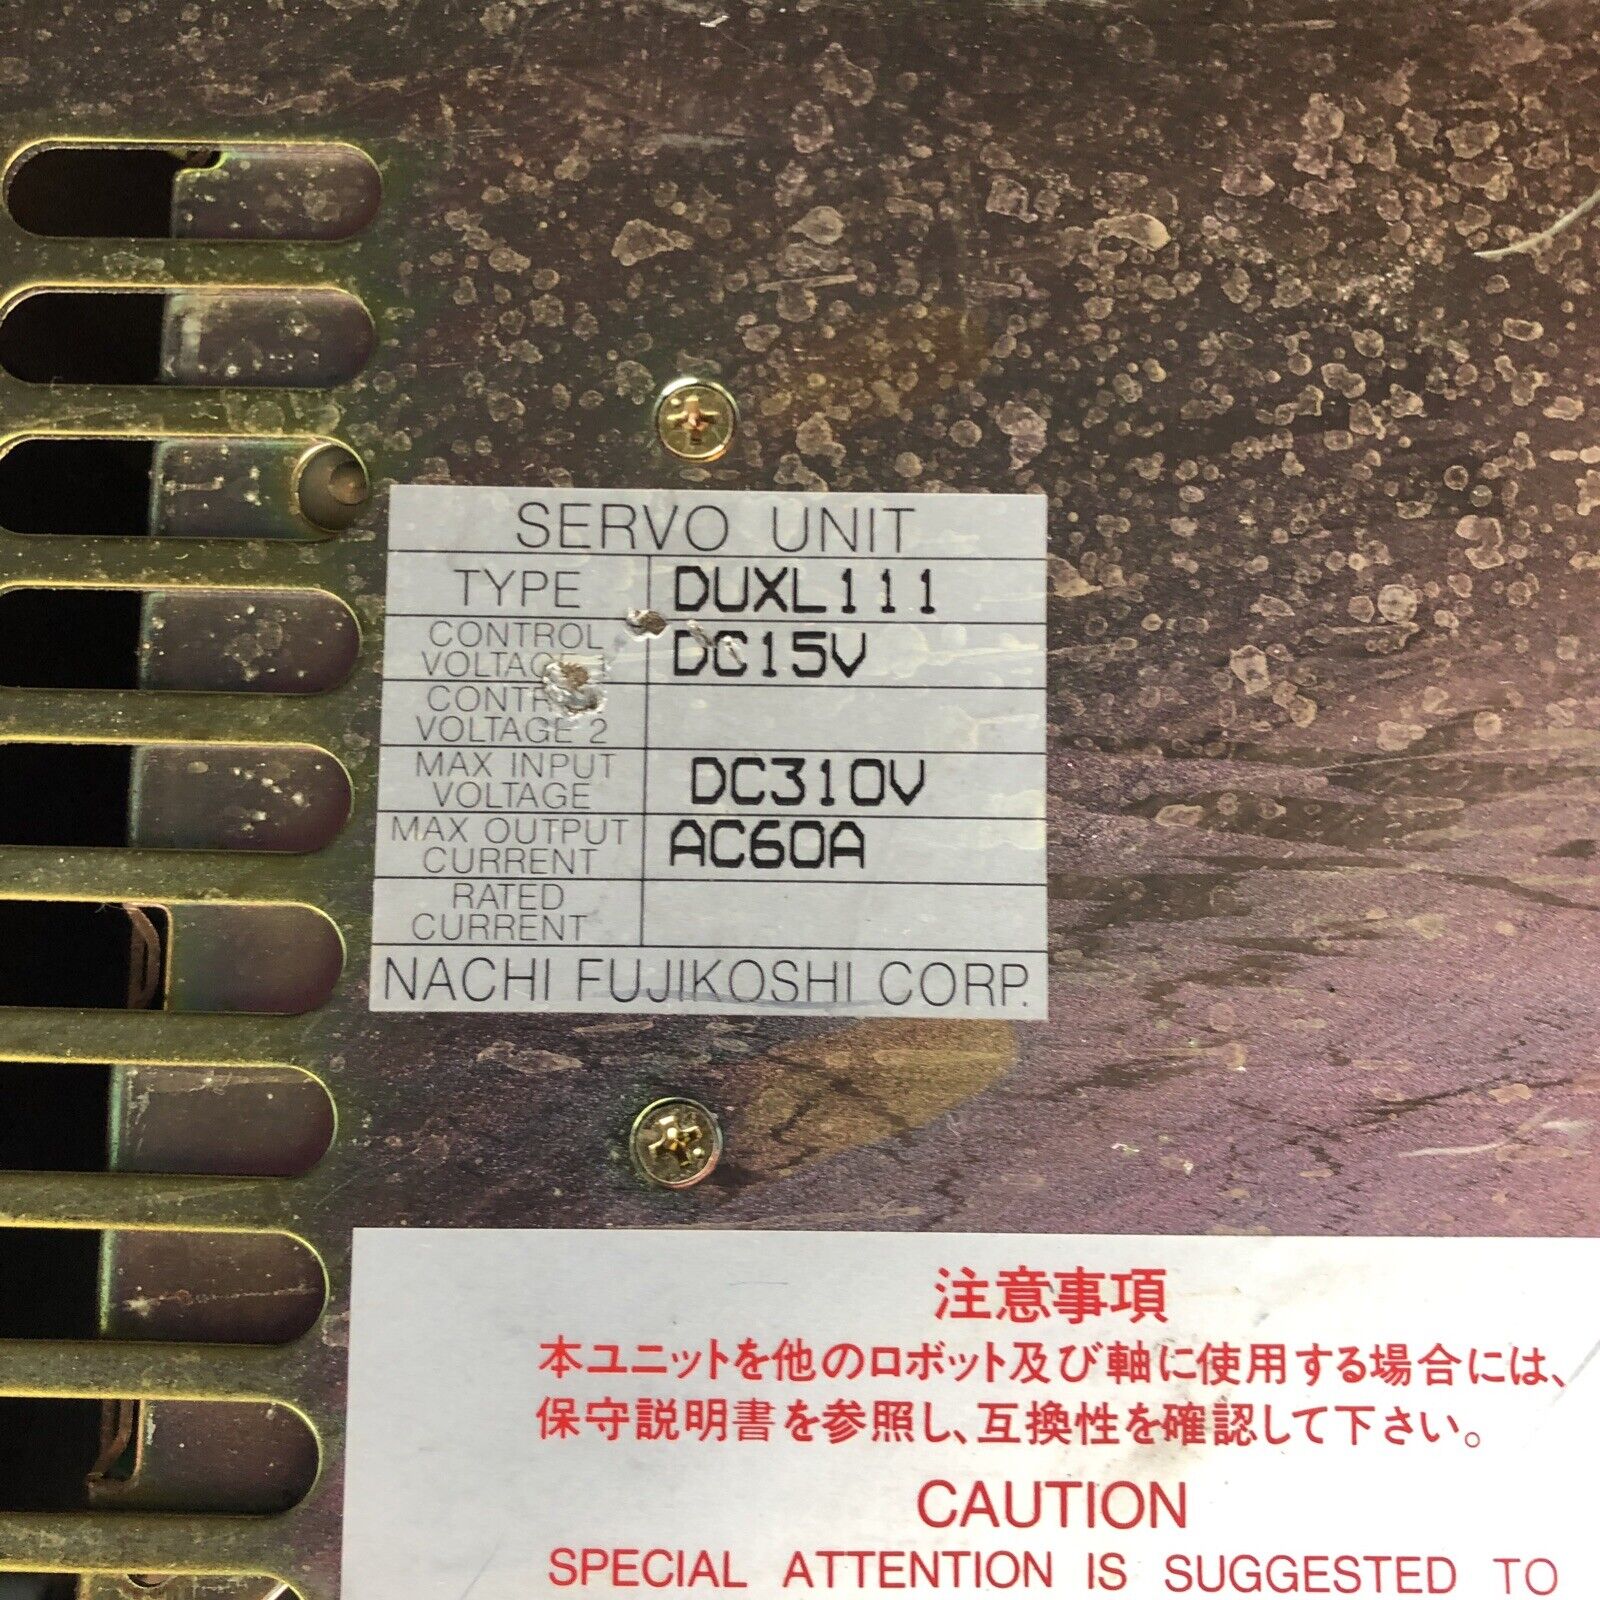 SERVO UNIT
TYPE DUXL111
CONTROL DC15V
CONTROL
VOLTAGE 2
MAX INPUT DC310V
VOLTAGE
MAX OUTPUT AC60A
CURRENT
RATED
CURRENT
NACHI FUJIKOSHI CORP.
注意事項
本ユニットを他のロボット及び軸に使用する場合には、
保守説明書を参照し、互換性を確認して下さい。
CAUTION
SPECIAL ATTENTION IS SUGGESTED TO